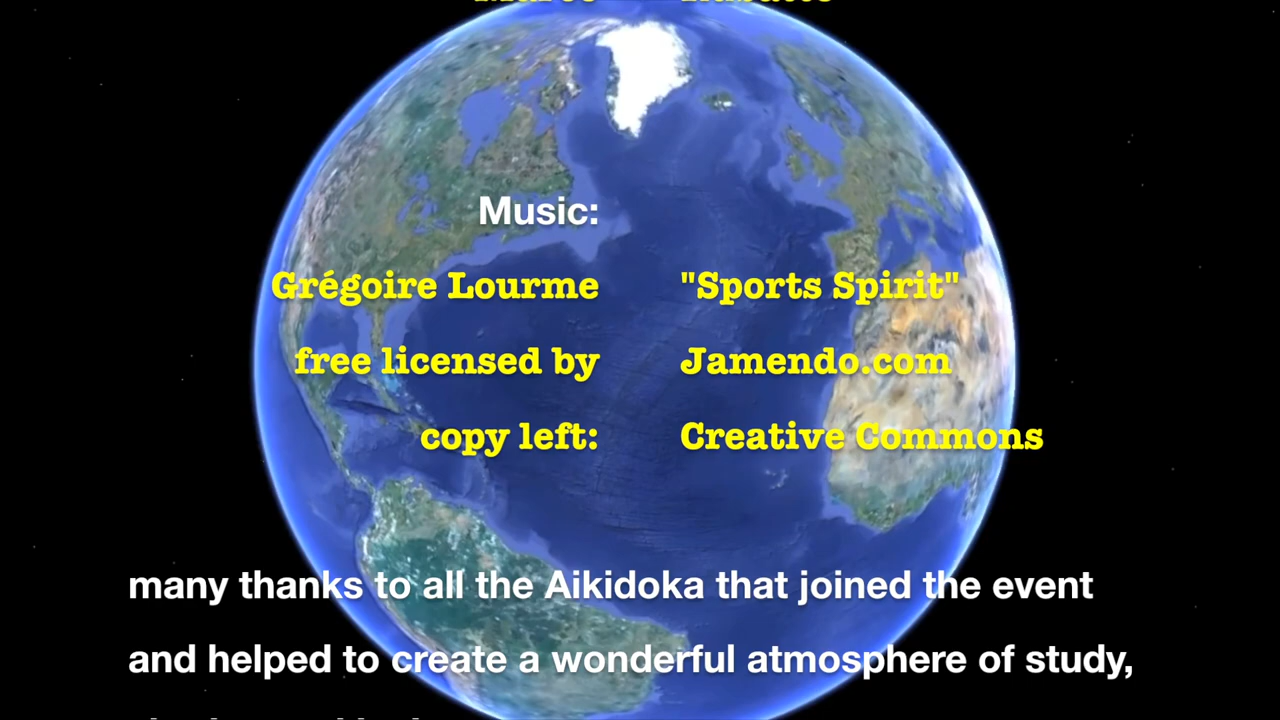 Music:
Grégoire Lourme "Sports Spirit"
free licensed by Jamendo.com
copy left: Creative Commons
many thanks to all the Aikidoka that joined the event
and helped to create a wonderful atmosphere of study,